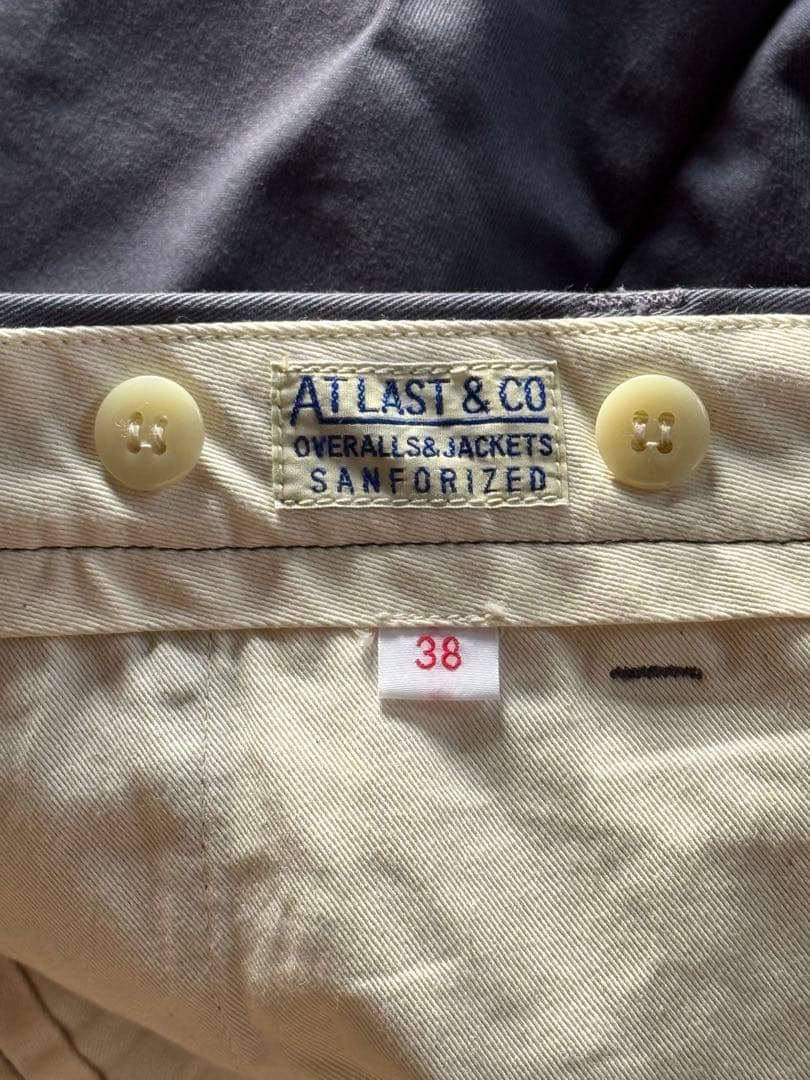 AT LAST & CO
OVERALLS&JACKETS
SANFORIZED
38